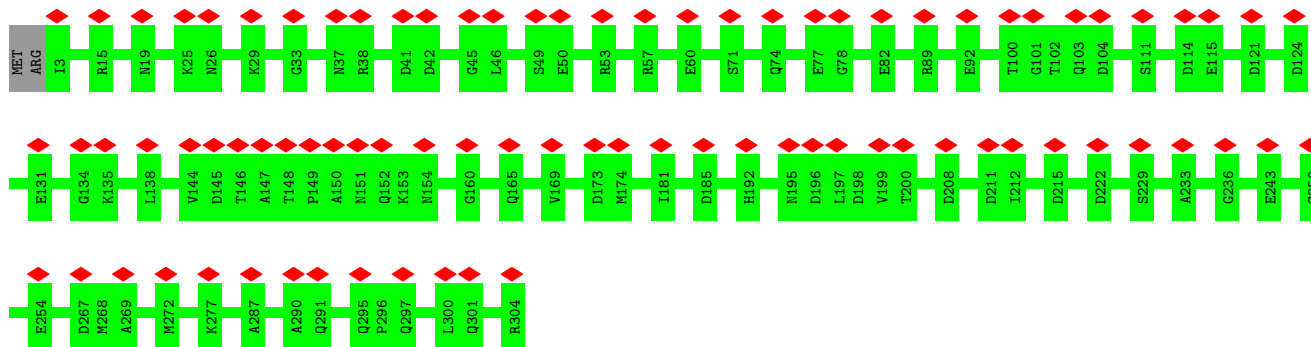 MET ARG I3 R15 N19 K25 N26 K29 G33 N37 R38 D41 D42 G45 L46 S49 E50 R53 R57 E60 S71 Q74 E77 G78 E82 R89 E92 T100 G101 T102 Q103 D104 S111 D114 E115 D121 D124
E131 G134 K135 L138 V144 D145 T146 A147 T148 P149 A150 N151 Q152 K153 N154 G160 Q165 V169 D173 M174 I181 D185 H192 N195 D196 L197 D198 V199 T200 D208 D211 I212 D215 D222 S229 A233 G236 E243
E254 D267 M268 A269 M272 K277 A287 A290 Q291 Q295 P296 Q297 L300 Q301 R304